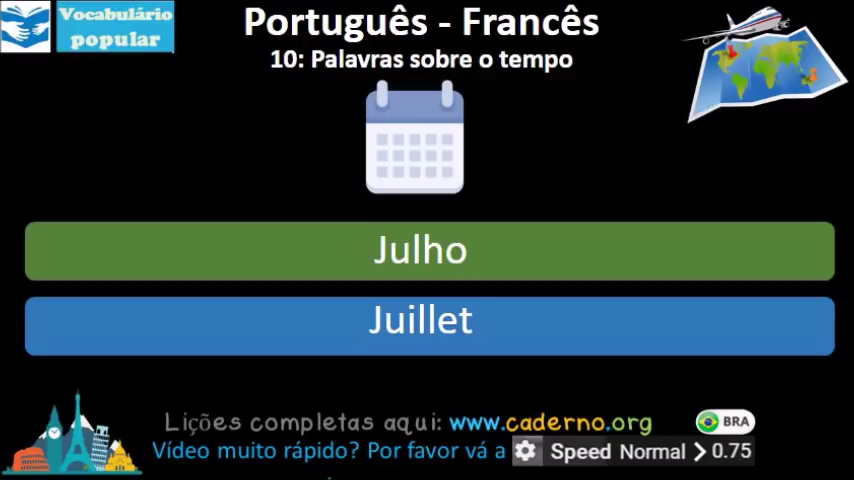 Vocabulário
popular
Português - Francês
10: Palavras sobre o tempo
Julho
Juillet
Lições completas aqui: www.caderno.org
BRA
Vídeo muito rápido? Por favor vá a Speed Normal > 0.75